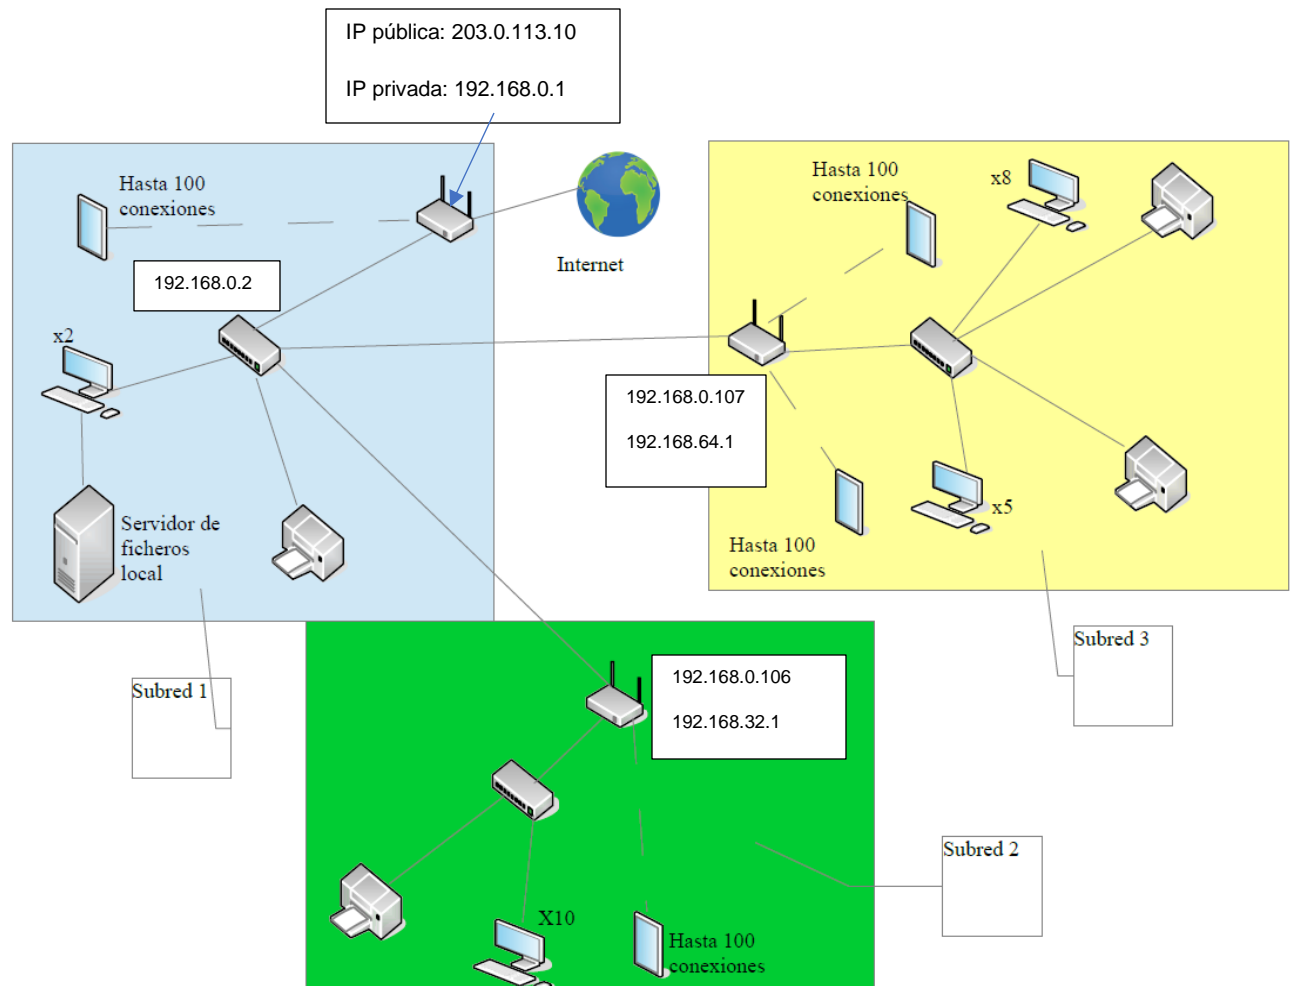 IP pública: 203.0.113.10
IP privada: 192.168.0.1
Hasta 100
conexiones
192.168.0.2
x2
Servidor de
ficheros
local
Subred 1
Internet
Hasta 100
conexiones
x8
192.168.0.107
192.168.64.1
x5
Hasta 100
conexiones
Subred 3
192.168.0.106
192.168.32.1
X10
Hasta 100
conexiones
Subred 2